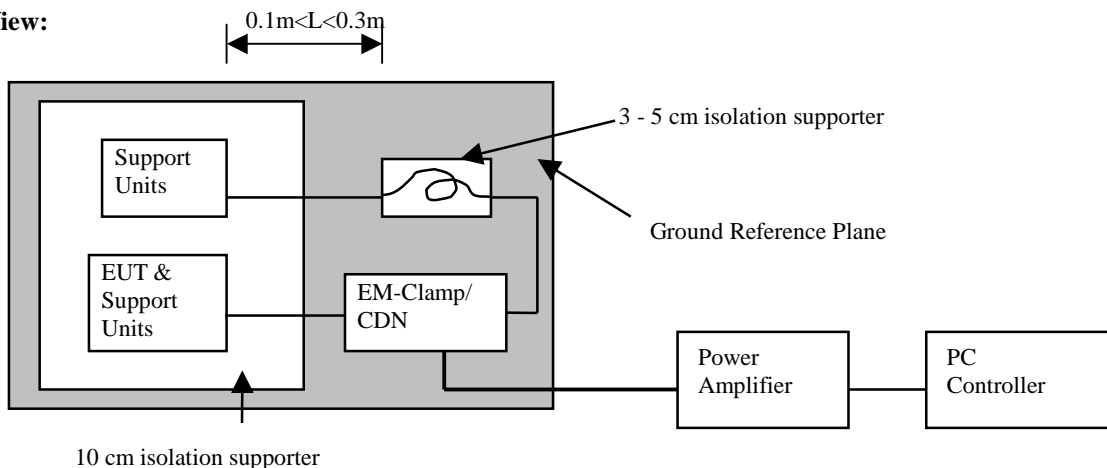 View:
0.1m<L<0.3m
3 - 5 cm isolation supporter
Support
Units
Ground Reference Plane
EUT &
Support
Units
EM-Clamp/
CDN
Power
Amplifier
PC
Controller
10 cm isolation supporter